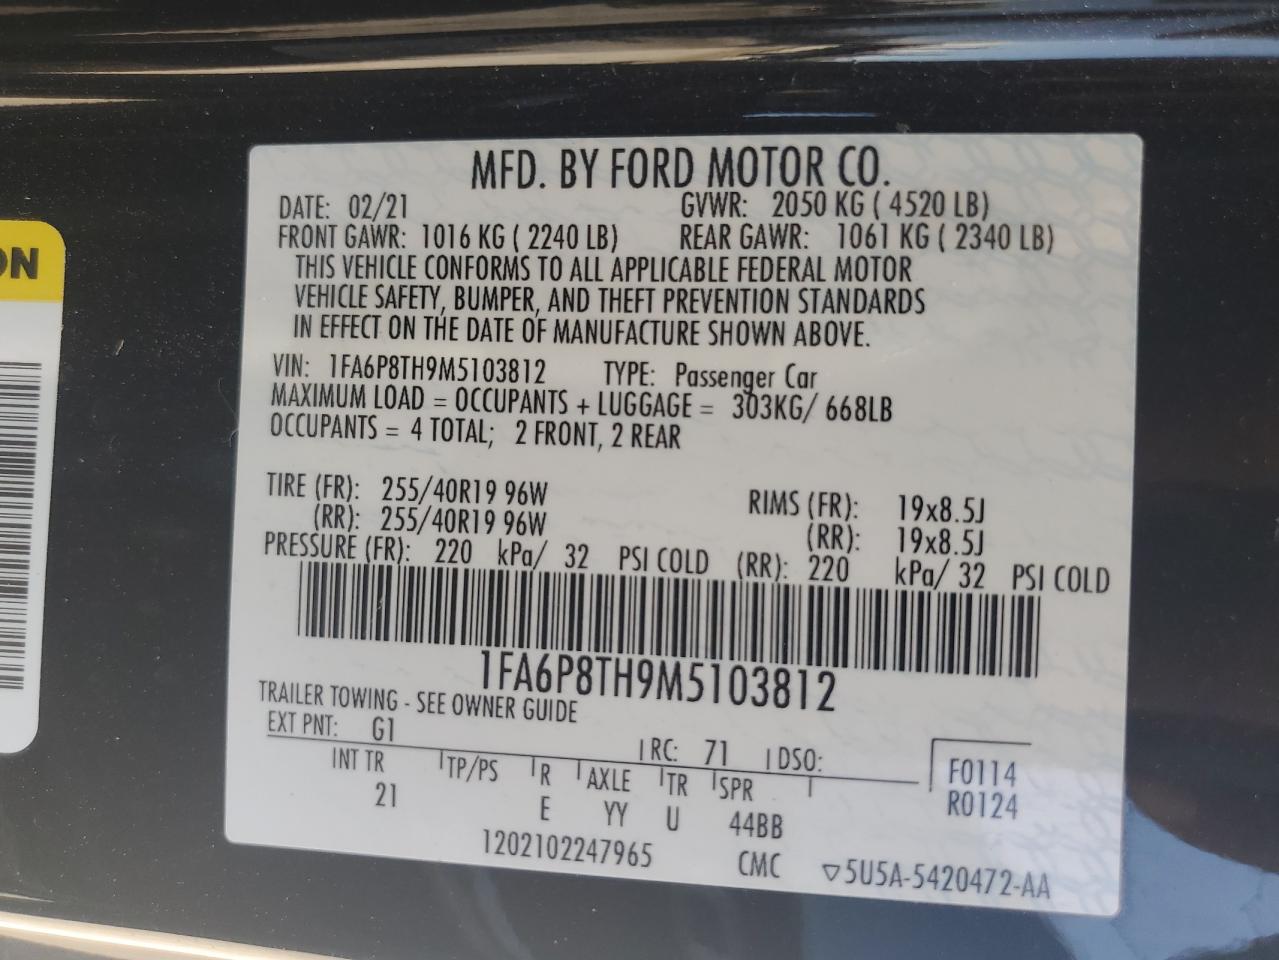 ON
MFD. BY FORD MOTOR CO.
DATE: 02/21 GVWR: 2050 KG ( 4520 LB)
FRONT GAWR: 1016 KG ( 2240 LB) REAR GAWR: 1061 KG ( 2340 LB)
THIS VEHICLE CONFORMS TO ALL APPLICABLE FEDERAL MOTOR
VEHICLE SAFETY, BUMPER, AND THEFT PREVENTION STANDARDS
IN EFFECT ON THE DATE OF MANUFACTURE SHOWN ABOVE.
VIN: 1FA6P8TH9M5103812 TYPE: Passenger Car
MAXIMUM LOAD = OCCUPANTS + LUGGAGE = 303KG/ 668LB
OCCUPANTS = 4 TOTAL; 2 FRONT, 2 REAR
TIRE (FR): 255/40R19 96W RIMS (FR): 19x8.5J
(RR): 255/40R19 96W (RR): 19x8.5J
PRESSURE (FR): 220 kPa/ 32 PSI COLD (RR): 220 kPa/ 32 PSI COLD
1FA6P8TH9M5103812
TRAILER TOWING - SEE OWNER GUIDE
EXT PNT: G1 RC: 71 DSO:
INT TR TP/PS R AXLE TR SPR F0114
21 E YY U 44BB R0124
1202102247965 CMC ▽5U5A-5420472-AA